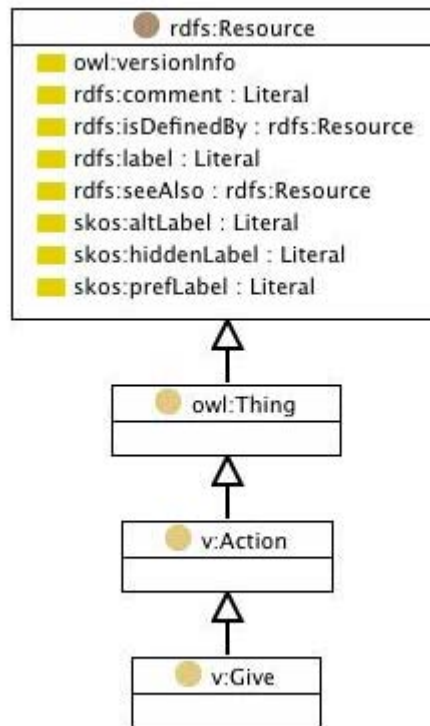 rdfs:Resource
owl:versionInfo
rdfs:comment : Literal
rdfs:isDefinedBy : rdfs:Resource
rdfs:label : Literal
rdfs:seeAlso : rdfs:Resource
skos:altLabel : Literal
skos:hiddenLabel : Literal
skos:prefLabel : Literal
owl:Thing
v:Action
v:Give